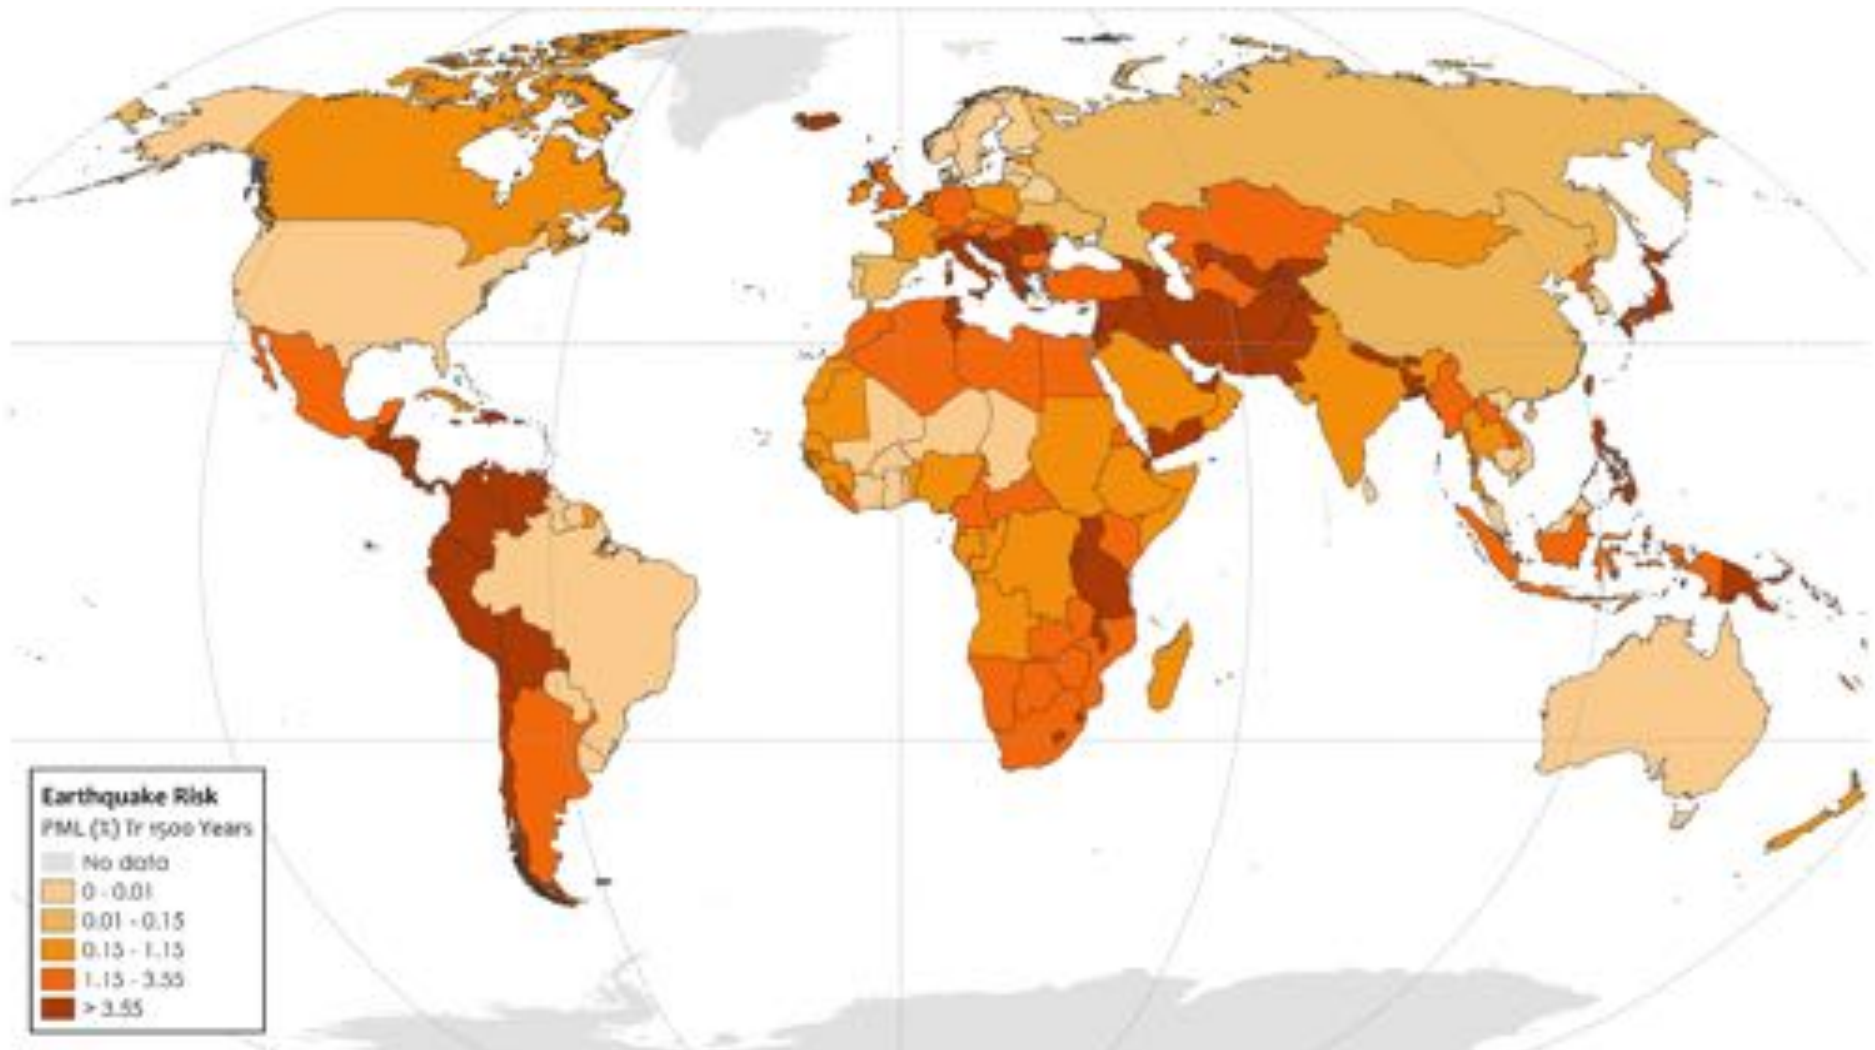 Earthquake Risk
PML (%) Tr 1500 Years
No data
0 - 0.01
0.01 - 0.15
0.15 - 1.15
1.15 - 3.55
> 3.55